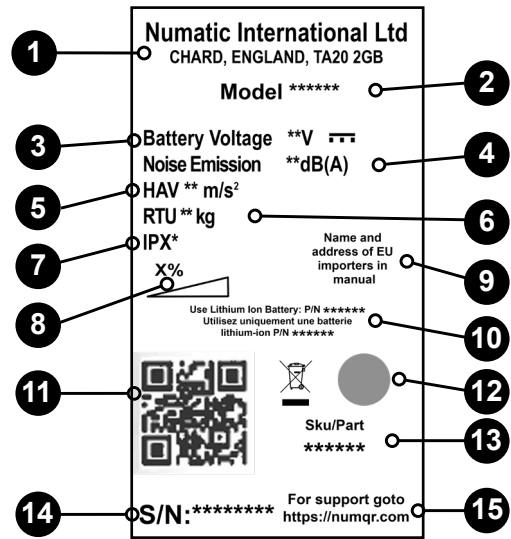 Numatic International Ltd
1
CHARD, ENGLAND, TA20 2GB
Model ******
2
3
Battery Voltage **V
Noise Emission **dB(A)
4
5
HAV ** m/s²
RTU ** kg
6
7
IPX*
Name and
address of EU
importers in
manual
9
X%
8
Use Lithium Ion Battery: P/N ******
Utilisez uniquement une batterie
lithium-ion P/N ******
10
11
12
Sku/Part
******
13
14
S/N:********
For support goto
https://numqr.com
15